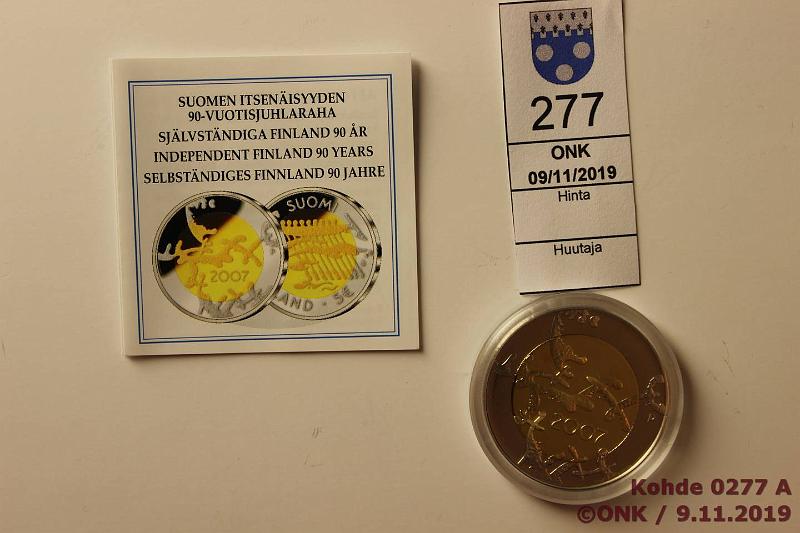 SUOMEN ITSENÄISYYDEN
90-VUOTISJUHLARAHA
SJÄLVSTÄNDIGA FINLAND 90 ÅR
INDEPENDENT FINLAND 90 YEARS
SELBSTÄNDIGES FINNLAND 90 JAHRE
2007
SUOMI
LAND · 5€
277
ONK
09/11/2019
Hinta
Huutaja
2007
Kohde 0277 A
©ONK / 9.11.2019